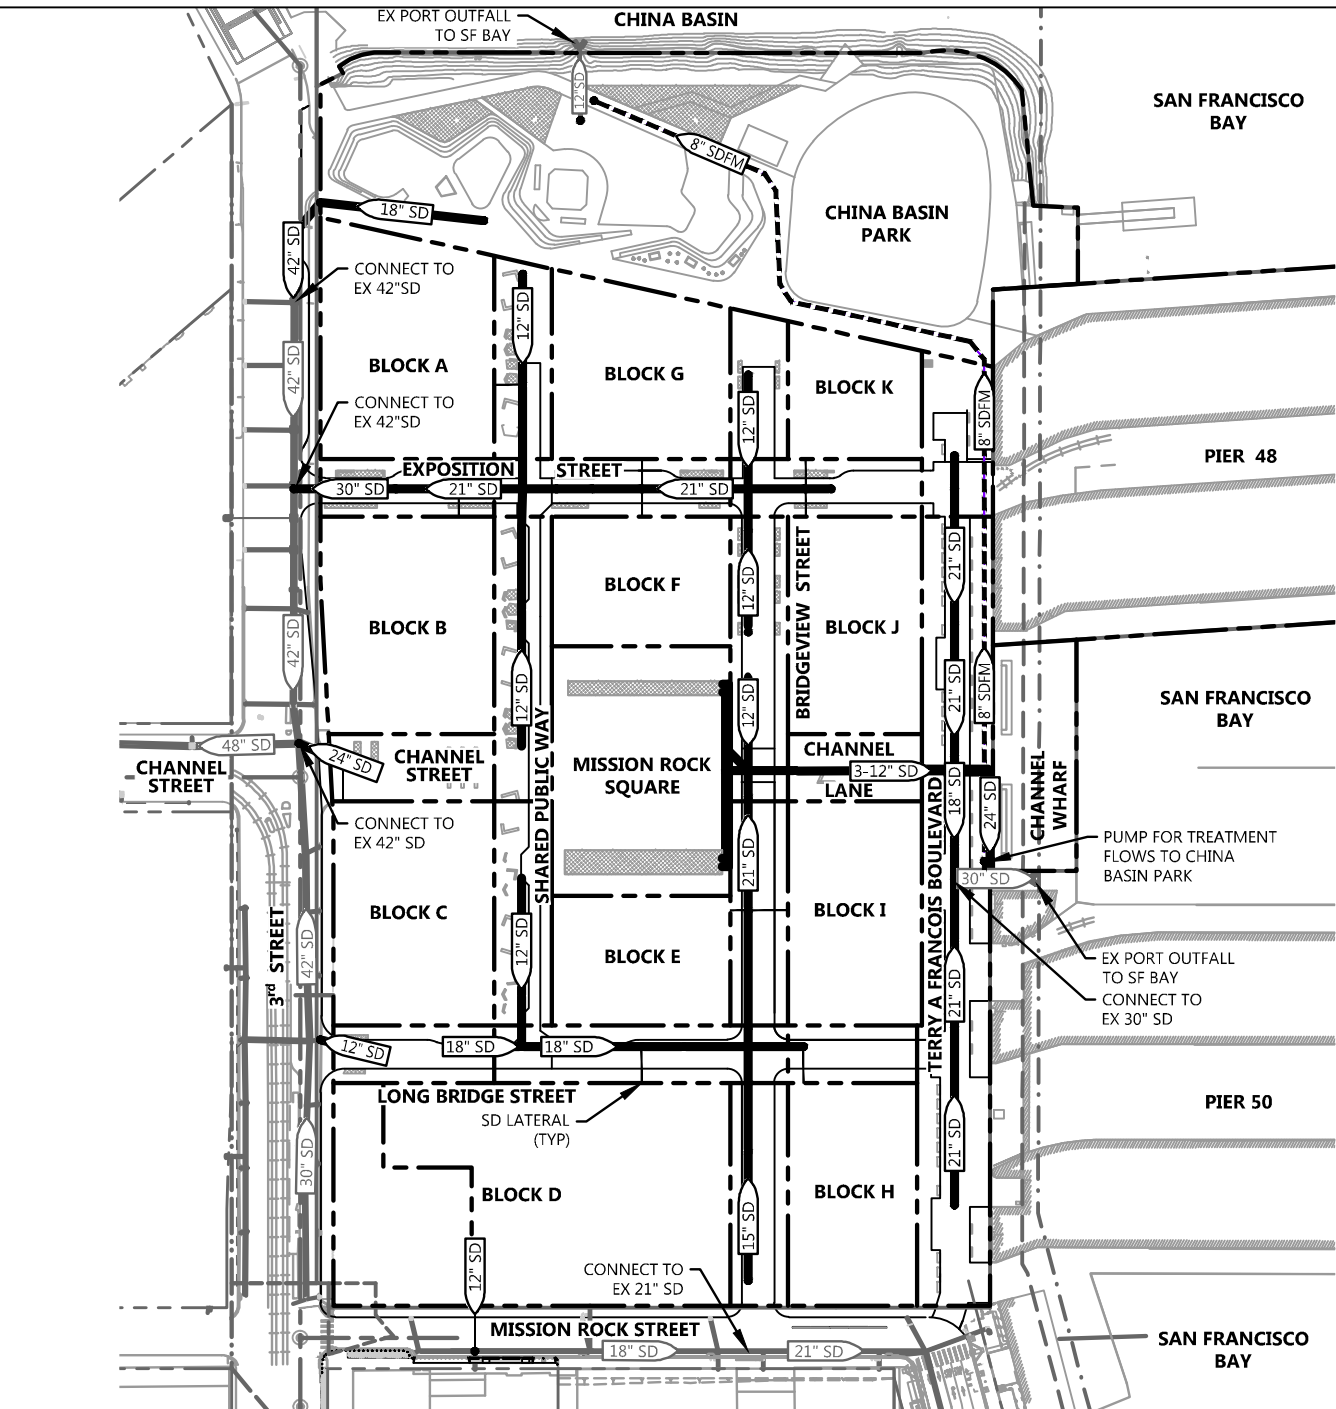 EX PORT OUTFALL
TO SF BAY
CHINA BASIN
SAN FRANCISCO
BAY
12"SD
8" SDFM
18" SD
CHINA BASIN
PARK
42" SD
CONNECT TO
EX 42"SD
12" SD
42" SD
BLOCK A
BLOCK G
BLOCK K
CONNECT TO
EX 42"SD
12" SD
8" SDFM
PIER 48
EXPOSITION STREET
30" SD
21" SD
21" SD
BLOCK B
BLOCK F
12" SD
BRIDGEVIEW STREET
BLOCK J
21" SD
42" SD
12" SD
12" SD
21" SD
8" SDFM
SAN FRANCISCO
BAY
48" SD
24" SD
CHANNEL
STREET
CHANNEL
STREET
SHARED PUBLIC WAY
MISSION ROCK
SQUARE
CHANNEL
LANE
3-12" SD
18" SD
24" SD
CHANNEL
WHARF
CONNECT TO
EX 42" SD
PUMP FOR TREATMENT
FLOWS TO CHINA
BASIN PARK
21" SD
30" SD
BLOCK C
BLOCK I
TERRY A FRANCOIS BOULEVARD
3rd STREET
42" SD
12" SD
BLOCK E
21" SD
EX PORT OUTFALL
TO SF BAY
CONNECT TO
EX 30" SD
12" SD
18" SD
18" SD
LONG BRIDGE STREET
SD LATERAL
(TYP)
30" SD
21" SD
PIER 50
BLOCK D
BLOCK H
15" SD
12" SD
CONNECT TO
EX 21" SD
MISSION ROCK STREET
18" SD
21" SD
SAN FRANCISCO
BAY